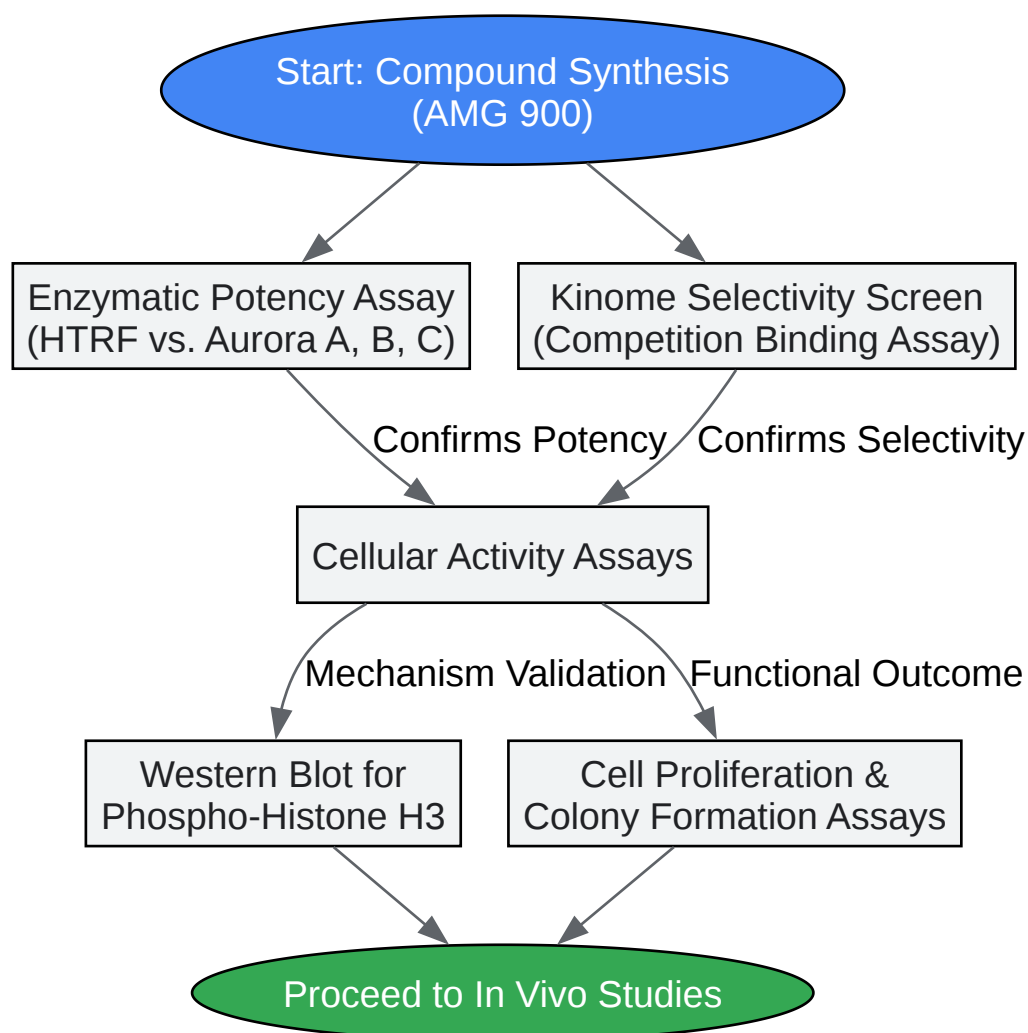 Start: Compound Synthesis
(AMG 900)
Enzymatic Potency Assay
(HTRF vs. Aurora A, B, C)
Kinome Selectivity Screen
(Competition Binding Assay)
Confirms Potency
Confirms Selectivity
Cellular Activity Assays
Mechanism Validation
Functional Outcome
Western Blot for
Phospho-Histone H3
Cell Proliferation &
Colony Formation Assays
Proceed to In Vivo Studies